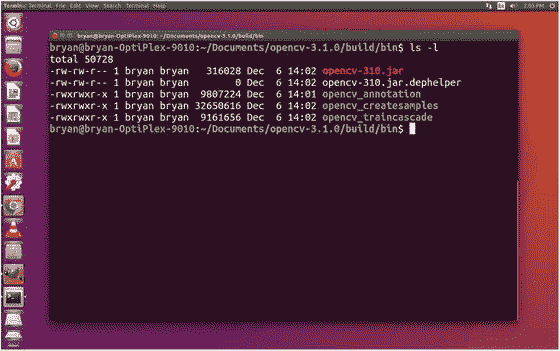 Terminal Terminal File Edit View Search Terminal Help 2:03 PM
bryan@bryan-OptiPlex-9010: ~/Documents/opencv-3.1.0/build/bin
bryan@bryan-OptiPlex-9010:~/Documents/opencv-3.1.0/build/bin$ ls -l
total 50728
-rw-rw-r-- 1 bryan bryan 316028 Dec 6 14:02 opencv-310.jar
-rw-rw-r-- 1 bryan bryan 0 Dec 6 14:02 opencv-310.jar.dephelper
-rwxrwxr-x 1 bryan bryan 9807224 Dec 6 14:01 opencv_annotation
-rwxrwxr-x 1 bryan bryan 32650616 Dec 6 14:02 opencv_createsamples
-rwxrwxr-x 1 bryan bryan 9161656 Dec 6 14:02 opencv_traincascade
bryan@bryan-OptiPlex-9010:~/Documents/opencv-3.1.0/build/bin$